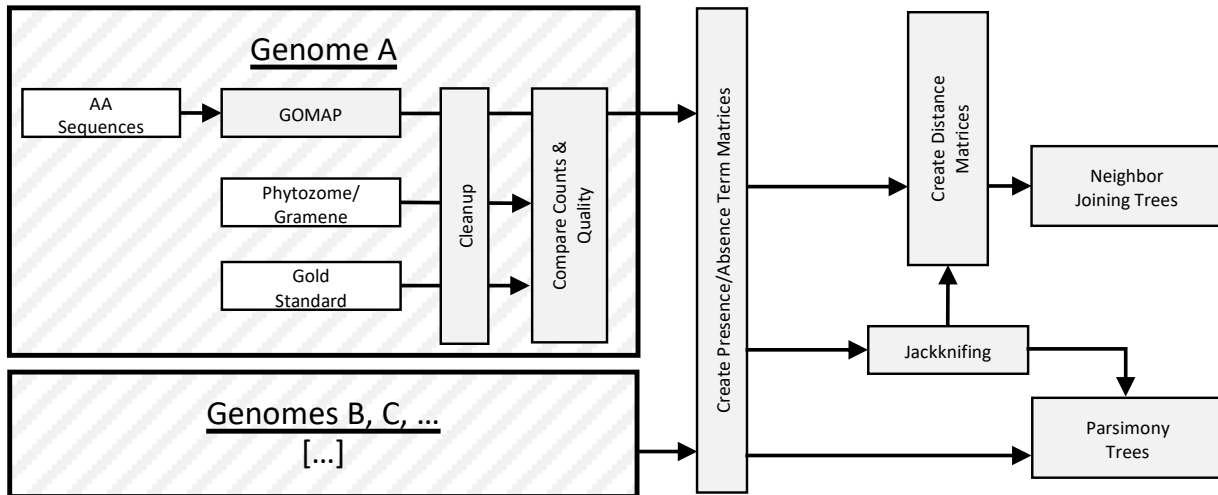 Genome A
AA
Sequences
GOMAP
Phytozome/
Gramene
Gold
Standard
Cleanup
Compare Counts &
Quality
Genomes B, C, ...
[...]
Create Presence/Absence Term Matrices
Create Distance
Matrices
Neighbor
Joining Trees
Jackknifing
Parsimony
Trees